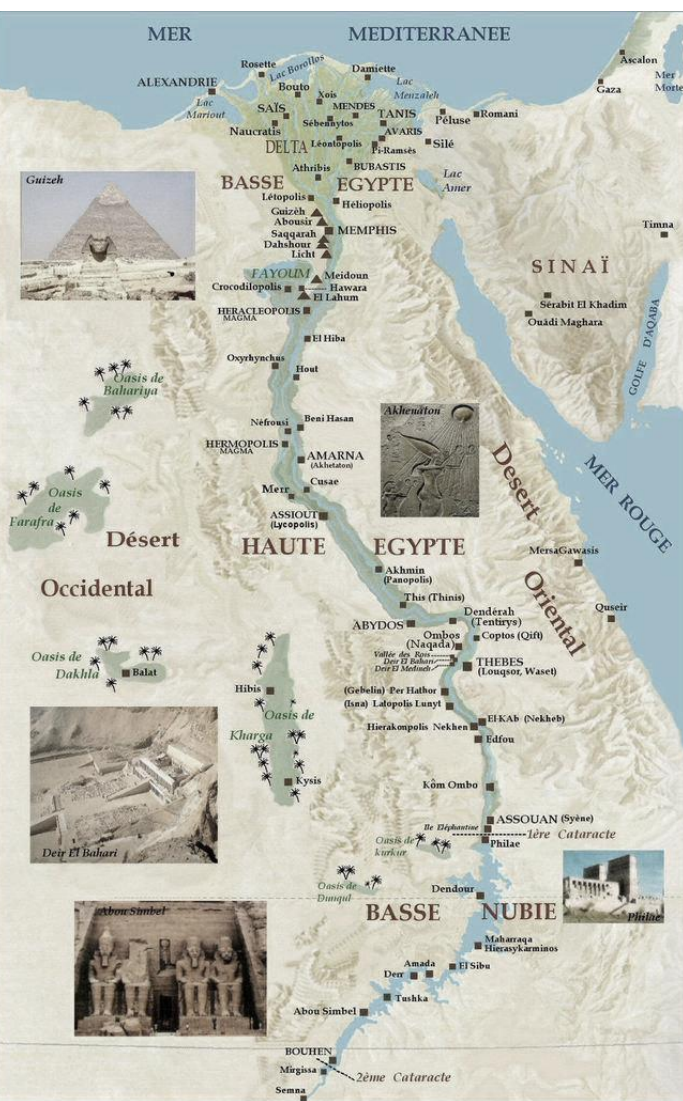 MER MEDITERRANEE
Ascalon
Rosette
Lac Borollos
Damiette
Mer Morte
ALEXANDRIE
Bouto
Lac Menzaleh
Gaza
Lac Mariout
Xois
SAÏS
MENDES
TANIS
Péluse
Romani
Naucratis
Sébennytos
AVARIS
DELTA
Léontopolis
Pi-Ramsès
Silé
Athribis
BUBASTIS
Lac Amer
Guizeh
BASSE EGYPTE
Létopolis
Héliopolis
Guizèh
Abousir
MEMPHIS
Timna
Saqqarah
Dahshour
Licht
SINAÏ
FAYOUM
Meidoun
Crocodilopolis
Hawara
El Lahum
Sérabit El Khadim
Ouâdi Maghara
GOLFE D'AQABA
HERACLEOPOLIS
MAGMA
El Hiba
Oxyrhynchus
Hout
Oasis de
Bahariya
Akhenaton
Néfrousi
Beni Hasan
HERMOPOLIS
MAGMA
AMARNA
(Akhetaton)
Desert
MER ROUGE
Oasis
de
Farafra
Merr
Cusae
ASSIOUT
(Lycopolis)
Désert
HAUTE EGYPTE
MersaGawasis
Occidental
Akhmin
(Panopolis)
Oriental
This (Thinis)
Quseir
ABYDOS
Dendérah
(Tentirys)
Ombos
(Naqada)
Coptos (Qift)
Oasis de
Dakhla
Balat
Vallée des Rois
Deir El Bahari
Deir El Medineh
THEBES
(Louqsor, Waset)
Hibis
(Gebelin) Per Hathor
Oasis de
(Isna) Latopolis Lunyt
Kharga
El-KAb (Nekheb)
Hierakonpolis Nekhen
Edfou
Kysis
Kôm Ombo
Deir El Bahari
ASSOUAN (Syène)
Ile Eléphantine
1ère Cataracte
Oasis de
kurkur
Philae
Oasis de
Dunqul
Dendour
Philae
Abou Simbel
BASSE NUBIE
Maharraqa
Hierasykarminos
Amada
El Sibu
Derr
Tushka
Abou Simbel
BOUHEN
Mirgissa
2ème Cataracte
Semna